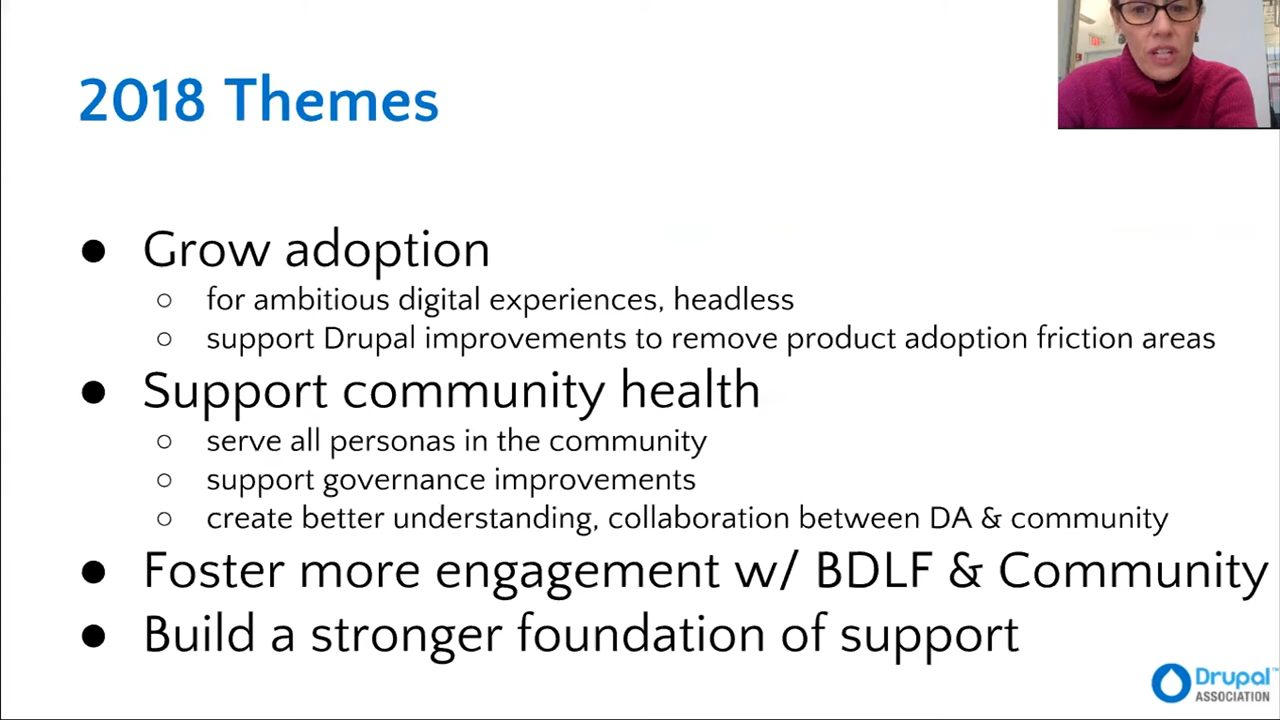 2018 Themes
● Grow adoption
○ for ambitious digital experiences, headless
○ support Drupal improvements to remove product adoption friction areas
● Support community health
○ serve all personas in the community
○ support governance improvements
○ create better understanding, collaboration between DA & community
● Foster more engagement w/ BDLF & Community
● Build a stronger foundation of support
Drupal™
ASSOCIATION